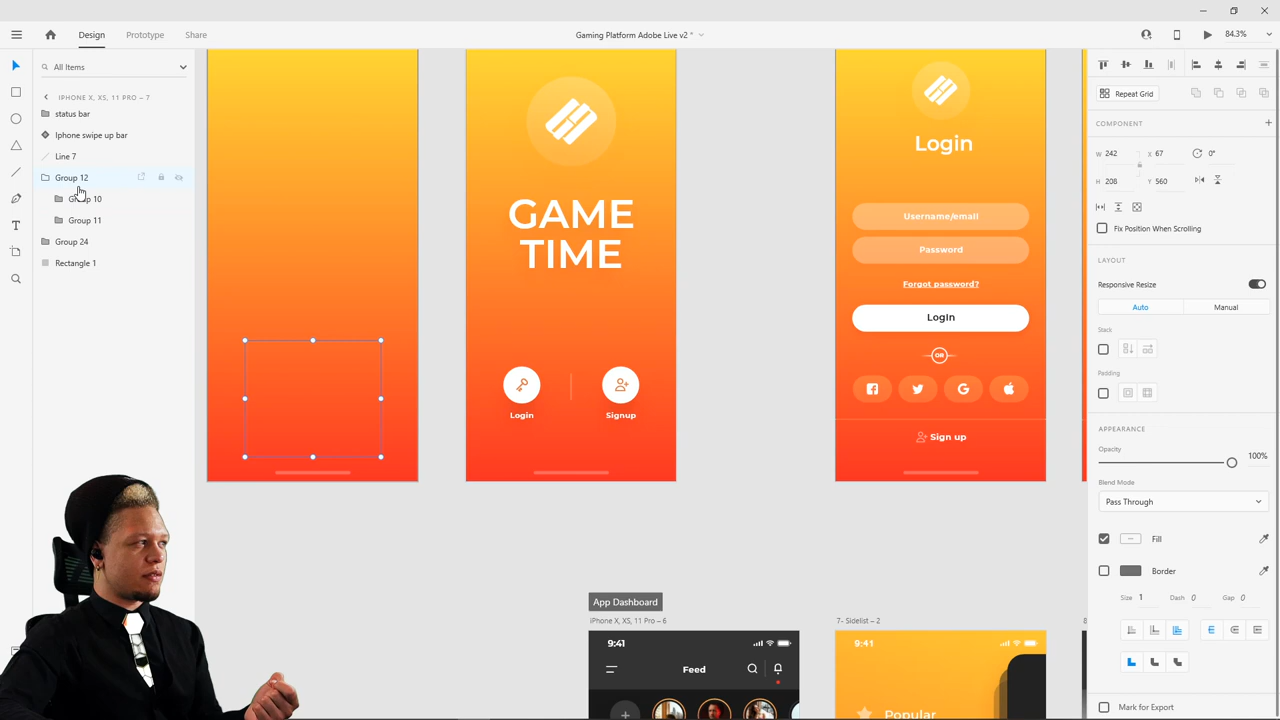 Design
Prototype
Share
Gaming Platform Adobe Live v2 *
84.3%
All Items
IPHONE X, XS, 11 PRO – 7
status bar
Iphone swipe up bar
Line 7
Group 12
Group 10
Group 11
Group 24
Rectangle 1
GAME
TIME
Login
Signup
Login
Username/email
Password
Forgot password?
Login
OR
Sign up
App Dashboard
iPhone X, XS, 11 Pro – 6
9:41
Feed
7- Sidelist – 2
9:41
Popular
8
Repeat Grid
COMPONENT
W 242
X 67
0°
H 208
Y 560
Fix Position When Scrolling
LAYOUT
Responsive Resize
Auto
Manual
Stack
Padding
APPEARANCE
Opacity
100%
Blend Mode
Pass Through
Fill
Border
Size 1
Dash 0
Gap 0
Mark for Export